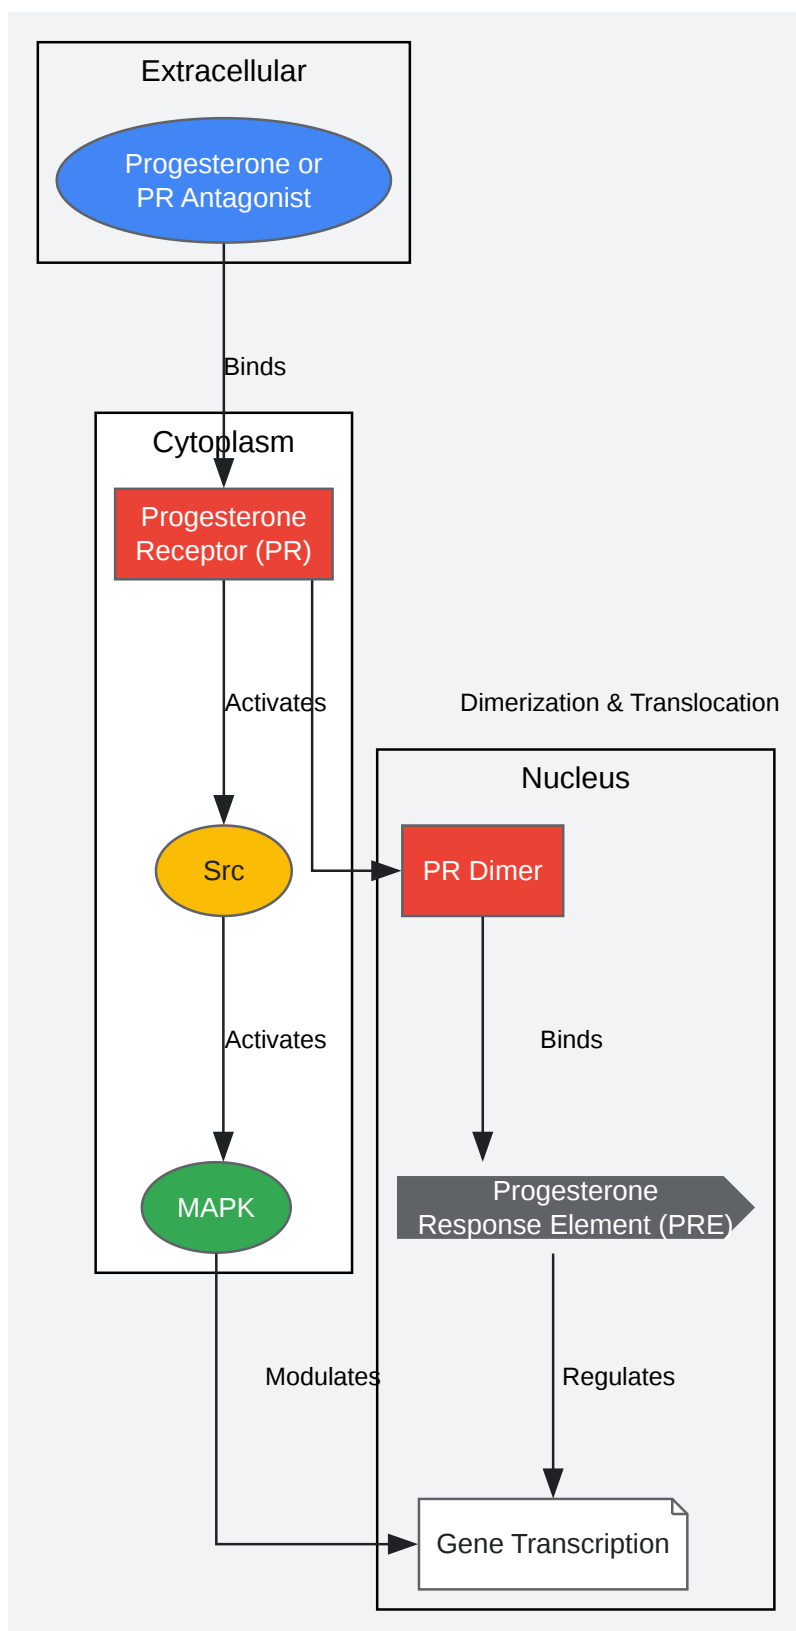 Extracellular
Progesterone or
PR Antagonist
Binds
Cytoplasm
Progesterone
Receptor (PR)
Activates
Dimerization & Translocation
Nucleus
Src
PR Dimer
Activates
Binds
MAPK
Progesterone
Response Element (PRE)
Modulates
Regulates
Gene Transcription